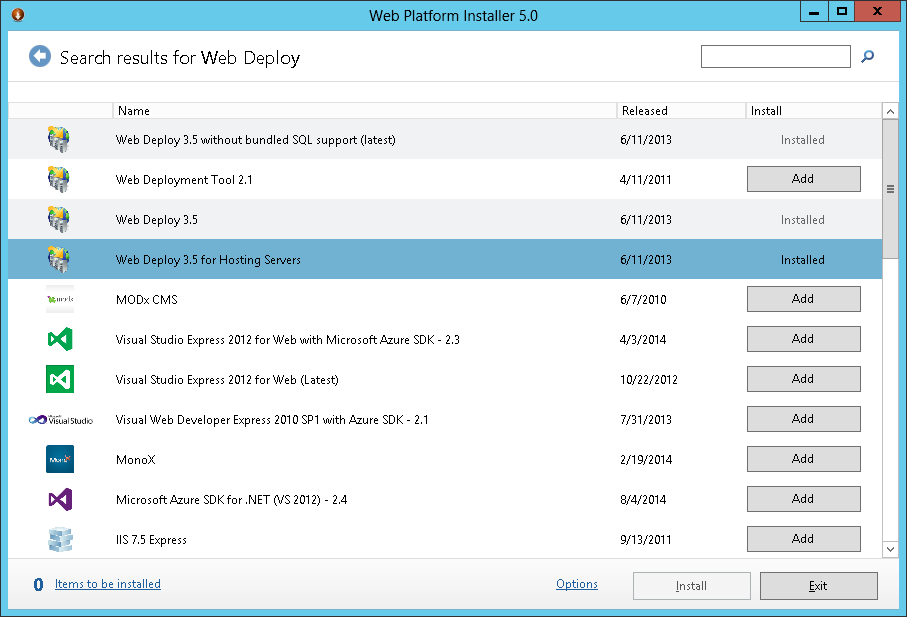 Web Platform Installer 5.0
Search results for Web Deploy
Name Released Install
Web Deploy 3.5 without bundled SQL support (latest) 6/11/2013 Installed
Web Deployment Tool 2.1 4/11/2011 Add
Web Deploy 3.5 6/11/2013 Installed
Web Deploy 3.5 for Hosting Servers 6/11/2013 Installed
modx MODx CMS 6/7/2010 Add
Visual Studio Express 2012 for Web with Microsoft Azure SDK - 2.3 4/3/2014 Add
Visual Studio Express 2012 for Web (Latest) 10/22/2012 Add
Visual Studio Visual Web Developer Express 2010 SP1 with Azure SDK - 2.1 7/31/2013 Add
MonoX MonoX 2/19/2014 Add
Microsoft Azure SDK for .NET (VS 2012) - 2.4 8/4/2014 Add
IIS 7.5 Express 9/13/2011 Add
0 Items to be installed Options Install Exit